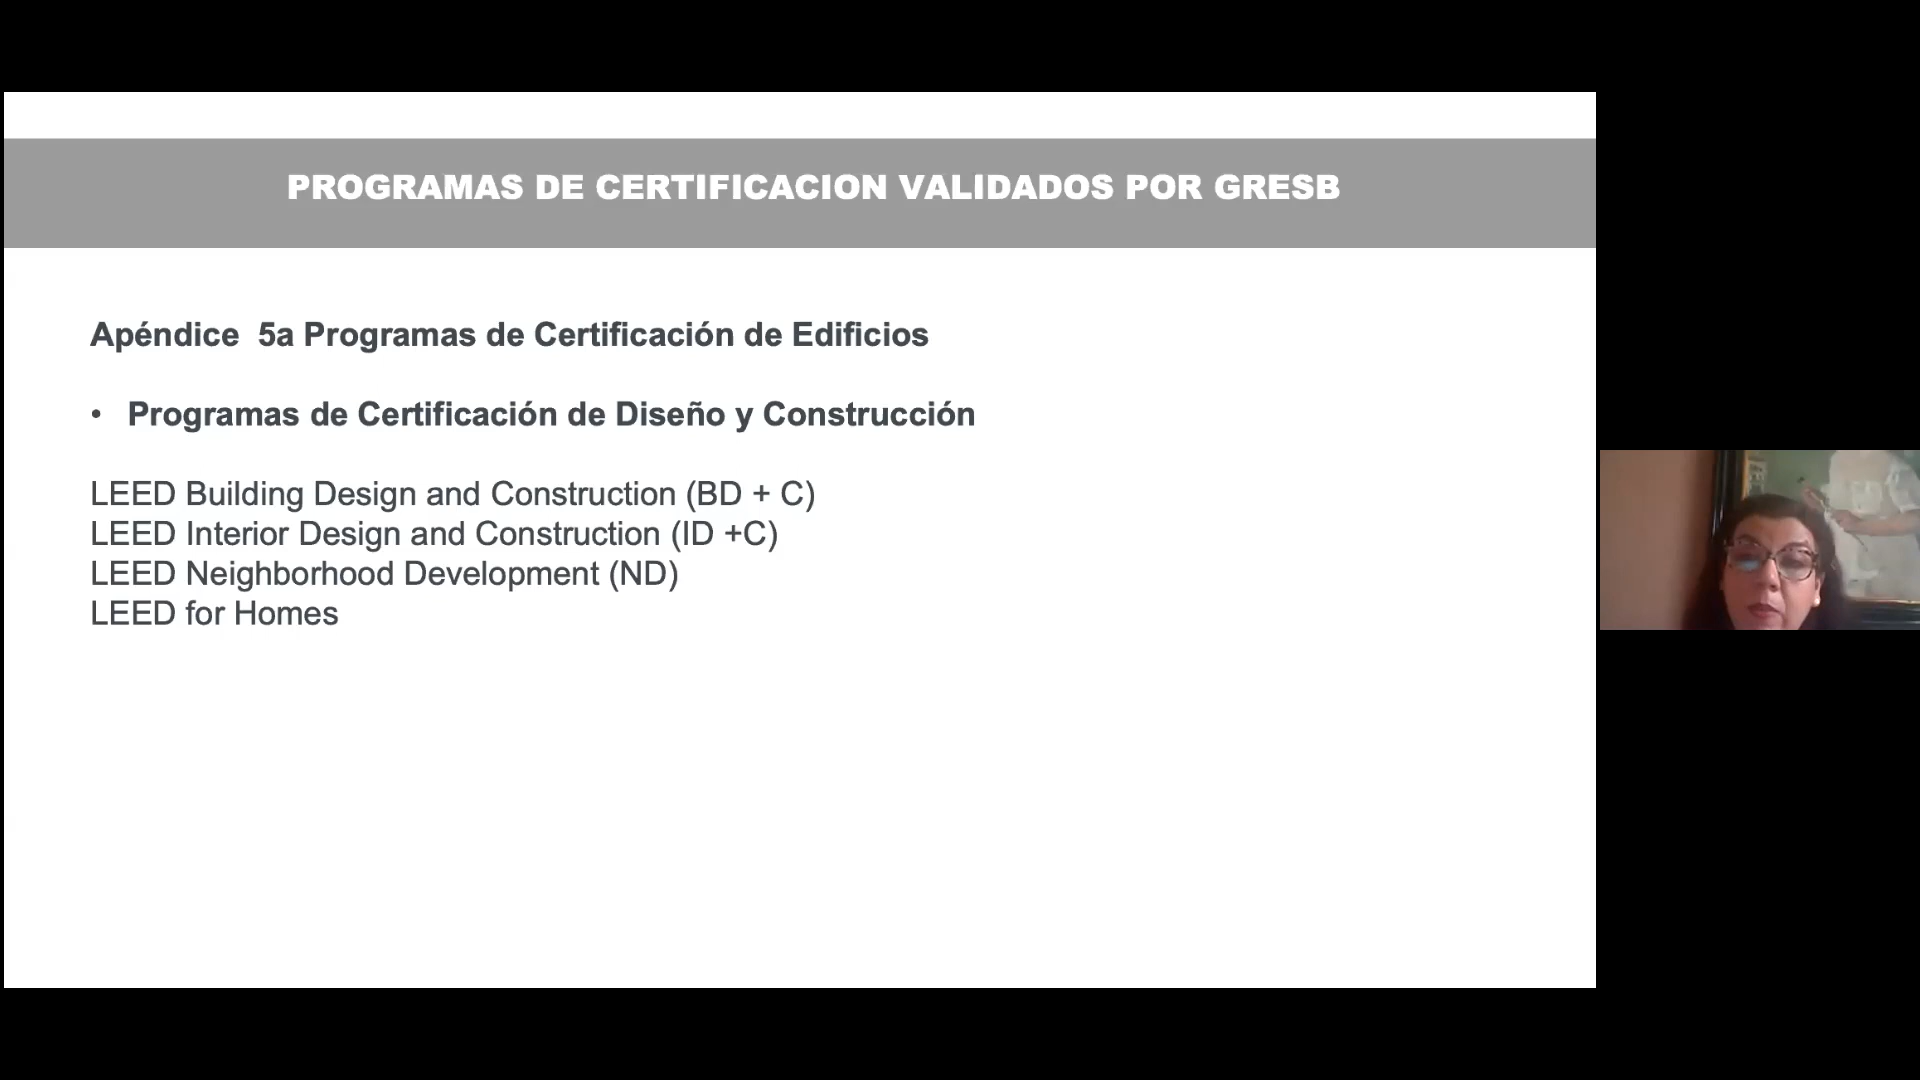 PROGRAMAS DE CERTIFICACION VALIDADOS POR GRESB
Apéndice  5a Programas de Certificación de Edificios
• Programas de Certificación de Diseño y Construcción
LEED Building Design and Construction (BD + C)
LEED Interior Design and Construction (ID +C)
LEED Neighborhood Development (ND)
LEED for Homes